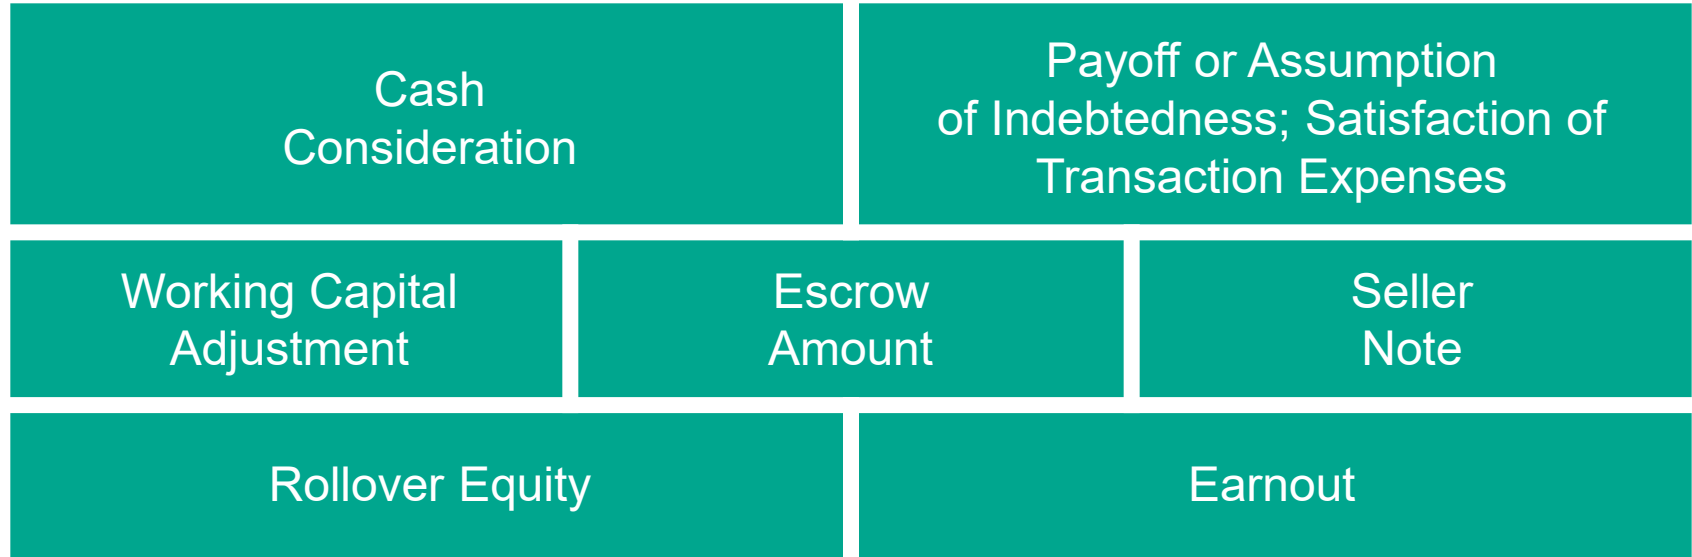 Cash
Consideration
Payoff or Assumption
of Indebtedness; Satisfaction of
Transaction Expenses
Working Capital
Adjustment
Escrow
Amount
Seller
Note
Rollover Equity
Earnout